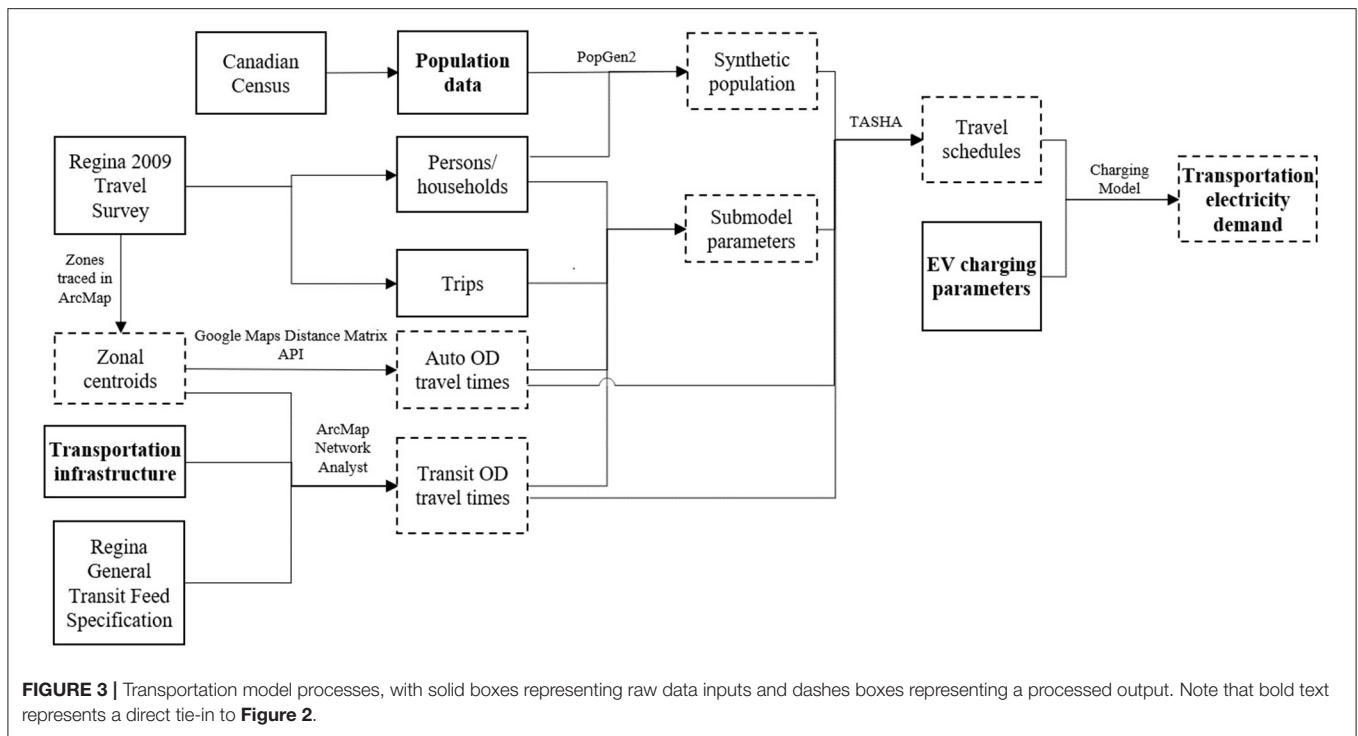 Canadian
Census
Population
data
PopGen2
Synthetic
population
TASHA
Travel
schedules
Regina 2009
Travel
Survey
Persons/
households
Submodel
parameters
Charging
Model
Transportation
electricity
demand
Zones
traced in
ArcMap
Trips
EV charging
parameters
Zonal
centroids
Google Maps Distance Matrix
API
Auto OD
travel times
Transportation
infrastructure
ArcMap
Network
Analyst
Transit OD
travel times
Regina
General
Transit Feed
Specification
FIGURE 3 | Transportation model processes, with solid boxes representing raw data inputs and dashes boxes representing a processed output. Note that bold text
represents a direct tie-in to Figure 2.